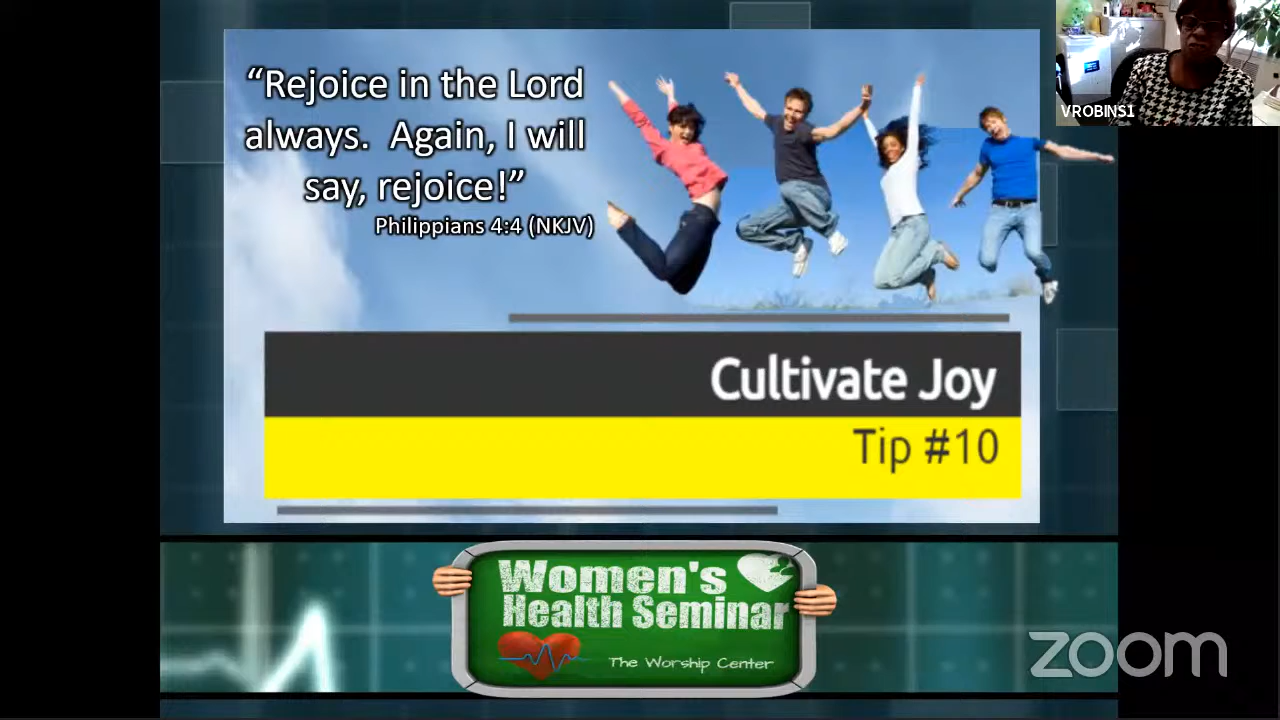 “Rejoice in the Lord
always.  Again, I will
say, rejoice!”
Philippians 4:4 (NKJV)
VROBINS1
Cultivate Joy
Tip #10
Women's
Health Seminar
The Worship Center
zoom